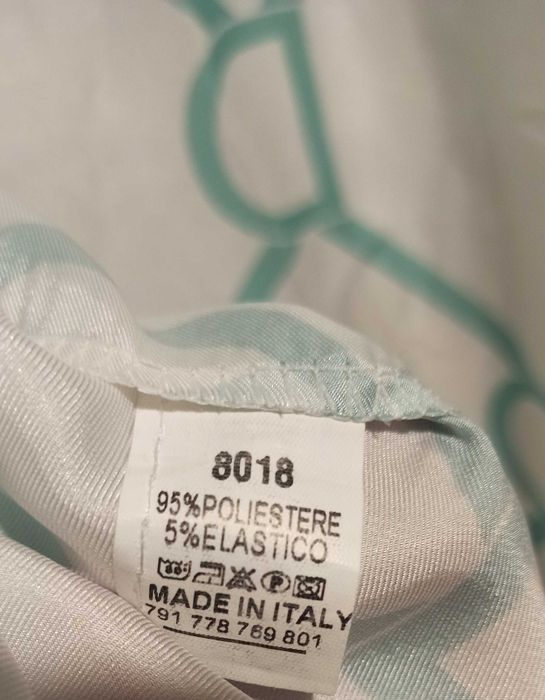 8018
95%POLIESTERE
5%ELASTICO
MADE IN ITALY
791 778 769 801